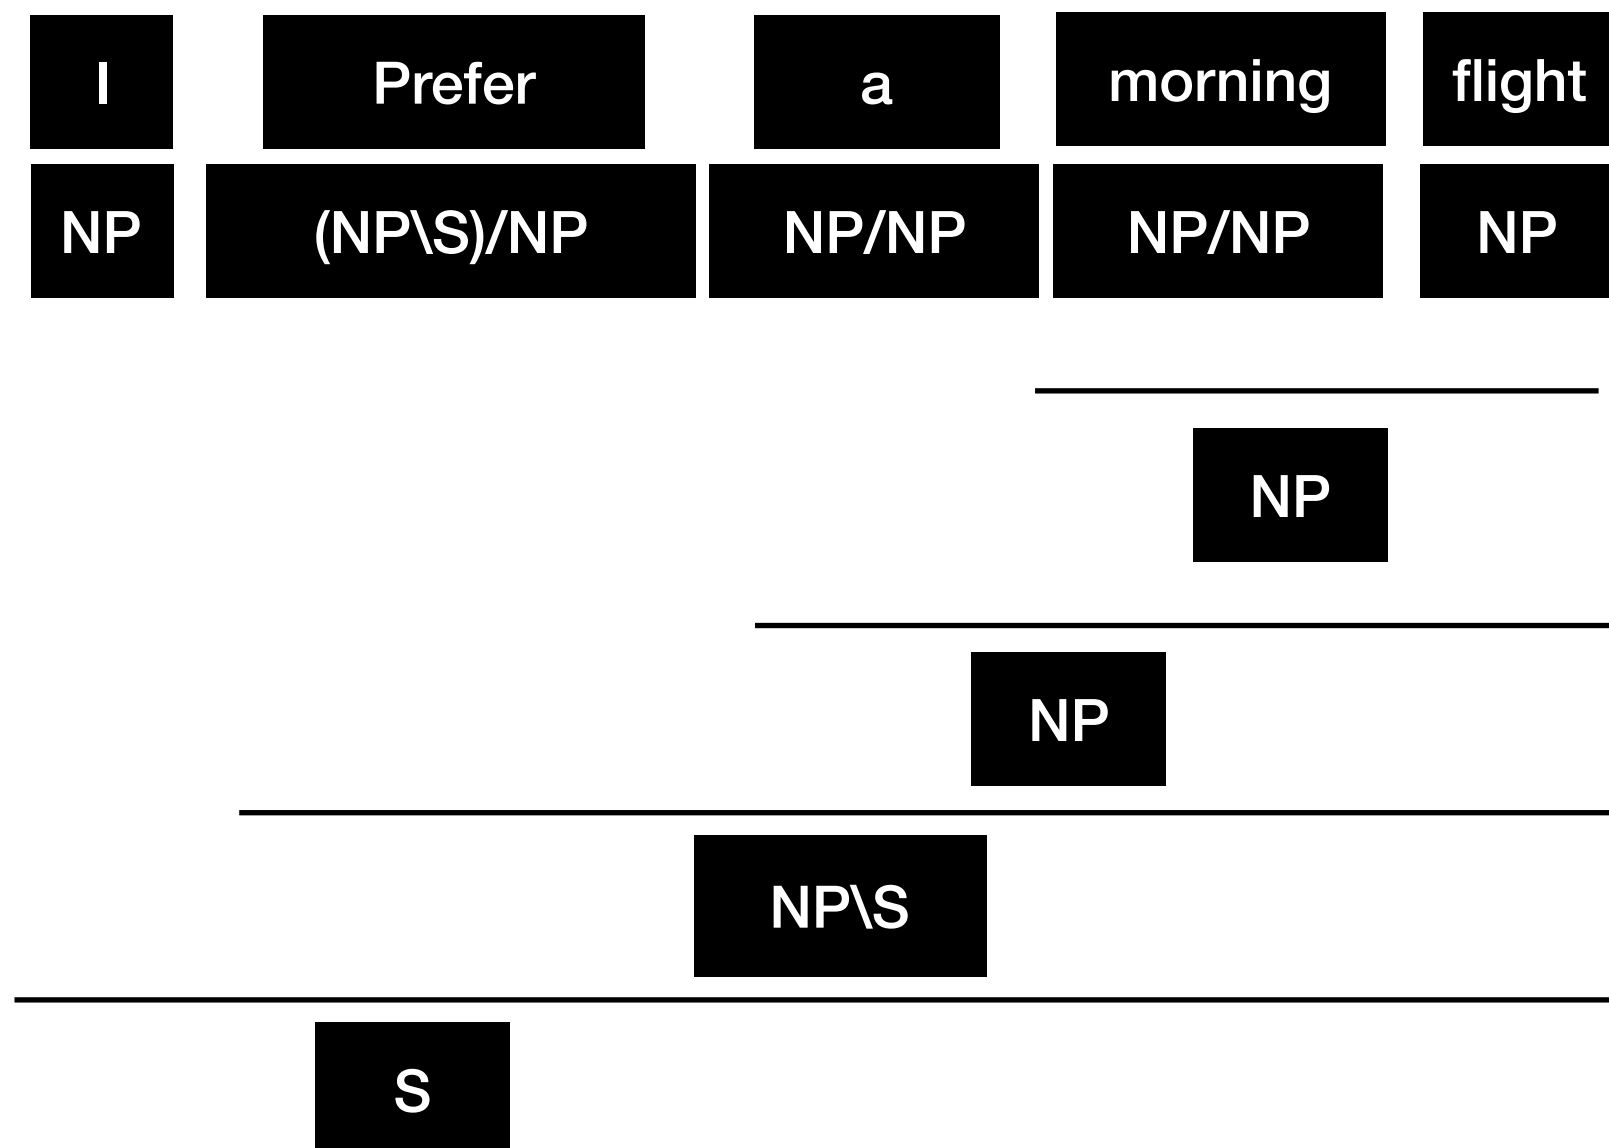 I Prefer a morning flight
NP (NP\S)/NP NP/NP NP/NP NP
NP
NP
NP\S
S